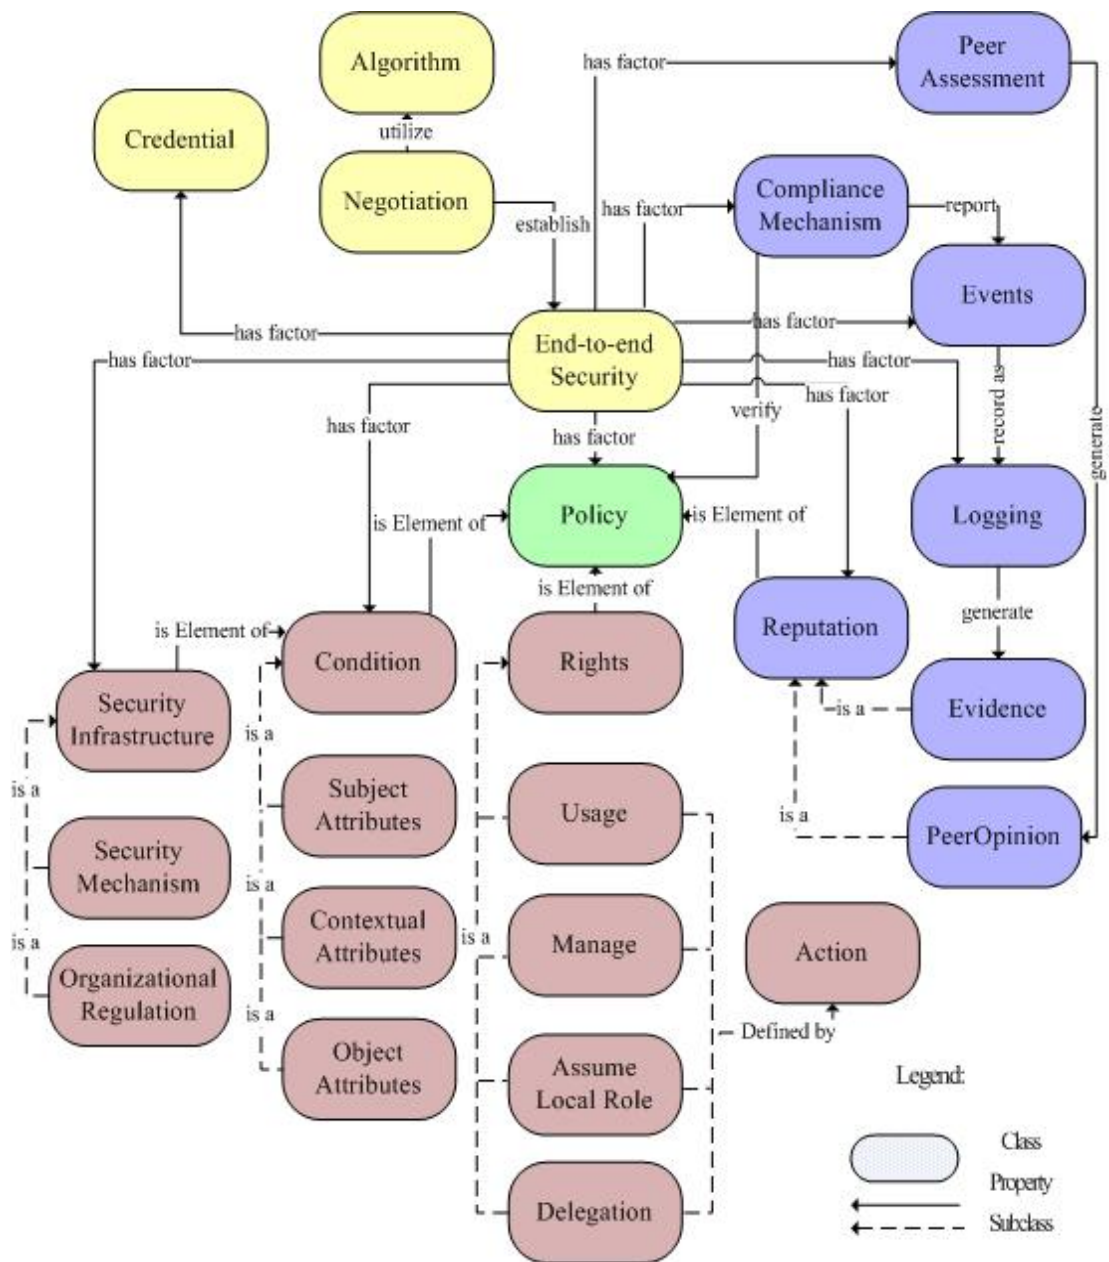 Algorithm
has factor
Peer
Assessment
Credential
utilize
Negotiation
has factor
Compliance
Mechanism
report
establish
Events
has factor
has factor
End-to-end
Security
has factor
has factor
has factor
has factor
verify
record as
generate
has factor
has factor
is Element of
Policy
is Element of
Logging
is Element of
generate
is Element of
Condition
Rights
Reputation
Security
Infrastructure
is a
Evidence
is a
is a
Subject
Attributes
Usage
is a
PeerOpinion
Security
Mechanism
is a
Contextual
Attributes
is a
Manage
Action
is a
Organizational
Regulation
is a
Defined by
Object
Attributes
Assume
Local Role
Legend:
Class
Property
Delegation
Subclass